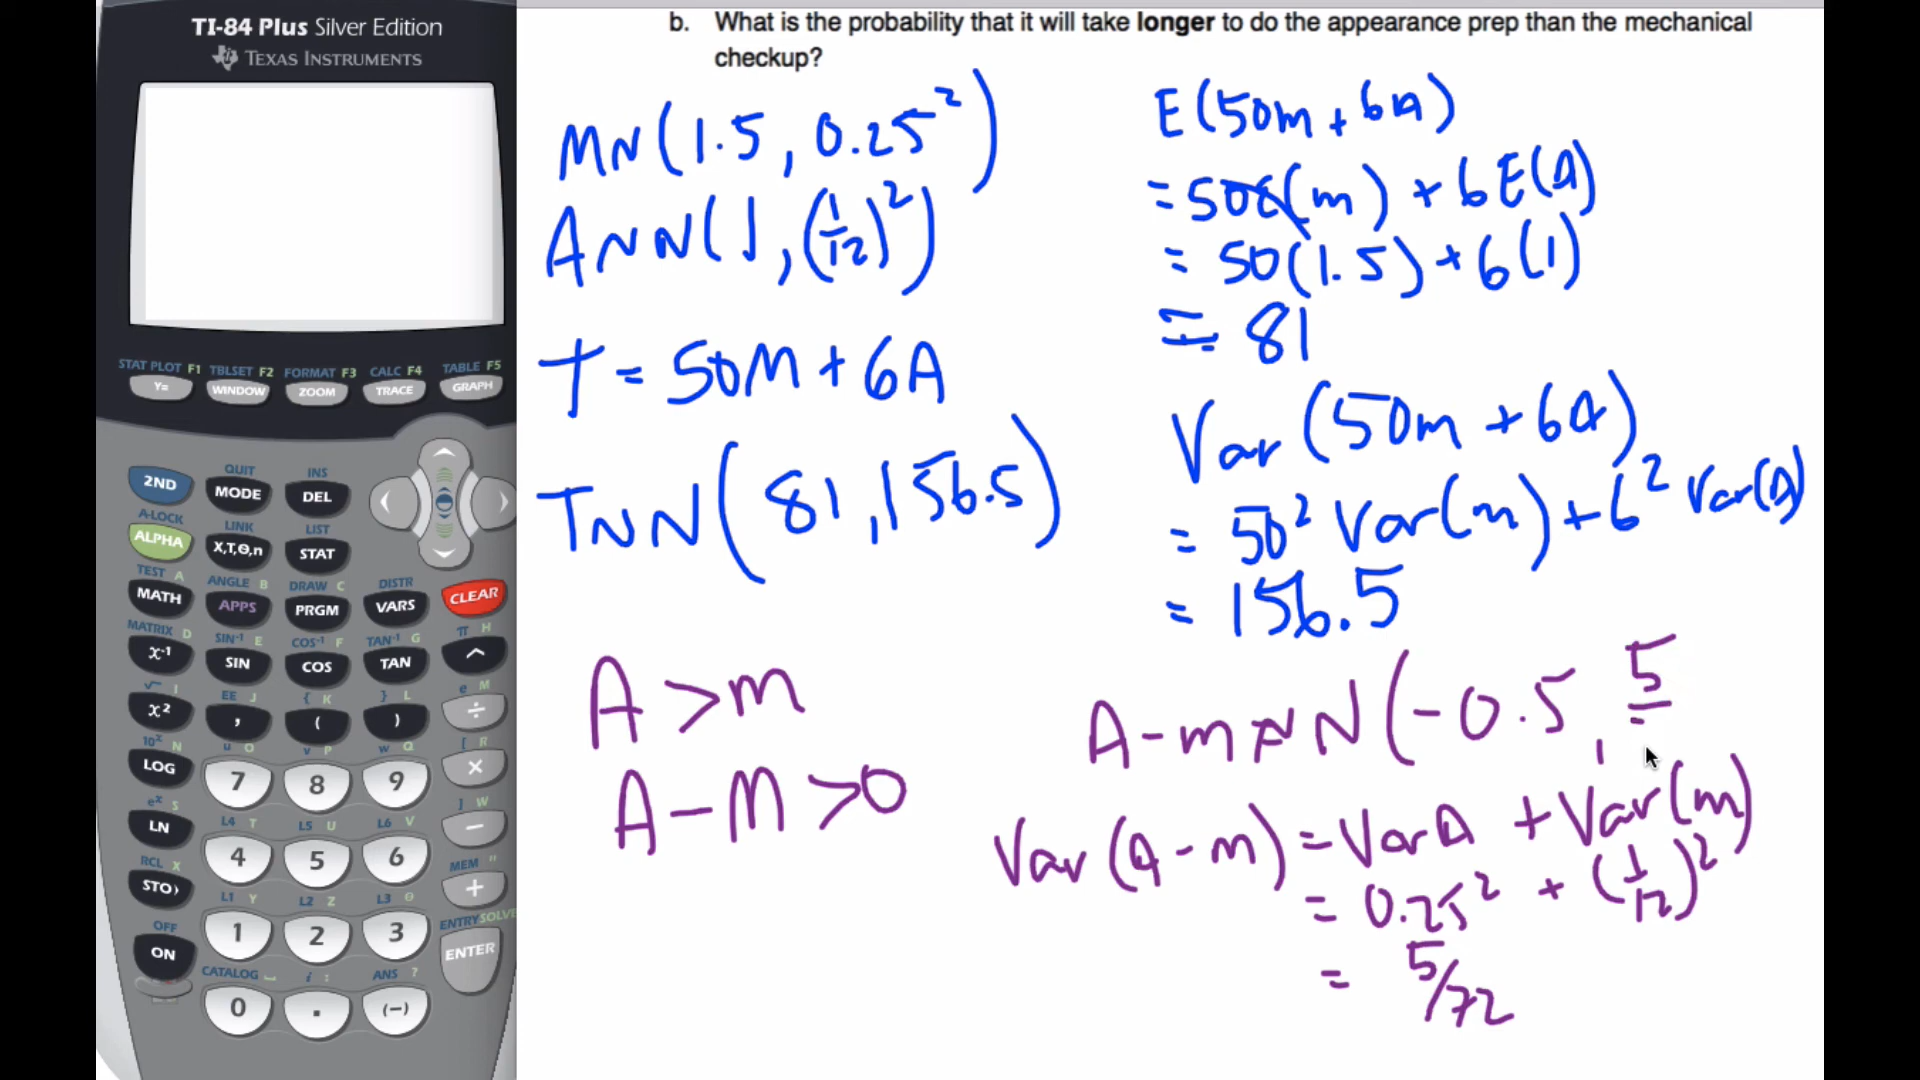 TI-84 Plus Silver Edition
TEXAS INSTRUMENTS
STAT PLOT F1 TBLSET F2 FORMAT F3 CALC F4 TABLE F5
Y= WINDOW ZOOM TRACE GRAPH
QUIT INS
2ND MODE DEL
A-LOCK LINK LIST
ALPHA X,T,Θ,n STAT
TEST A ANGLE B DRAW C DISTR
MATH APPS PRGM VARS CLEAR
MATRIX D SIN⁻¹ E COS⁻¹ F TAN⁻¹ G π H
x⁻¹ SIN COS TAN ^
√ I EE J { K } L e M
x² , ( ) ÷
10ˣ N u O v P w Q [ R
LOG 7 8 9 ×
eˣ S L4 T L5 U L6 V ] W
LN 4 5 6 −
RCL X L1 Y L2 Z L3 Θ MEM "
STO› 1 2 3 +
OFF CATALOG i : ANS ? ENTRY SOLVE
ON 0 . (−) ENTER
b. What is the probability that it will take longer to do the appearance prep than the mechanical
checkup?
M N (1.5, 0.25²)
A ~ N (1, (1/12)²)
T = 50M + 6A
T ~ N (81, 156.5)
E (50m + 6A)
= 50E(m) + 6E(A)
= 50(1.5) + 6(1)
= 81
Var (50m + 6A)
= 50² Var(m) + 6² Var(A)
= 156.5
A > m
A − M > 0
A − m ~ N (−0.5, 5
Var (A − m) = Var A + Var(m)
= 0.25² + (1/12)²
= 5/72